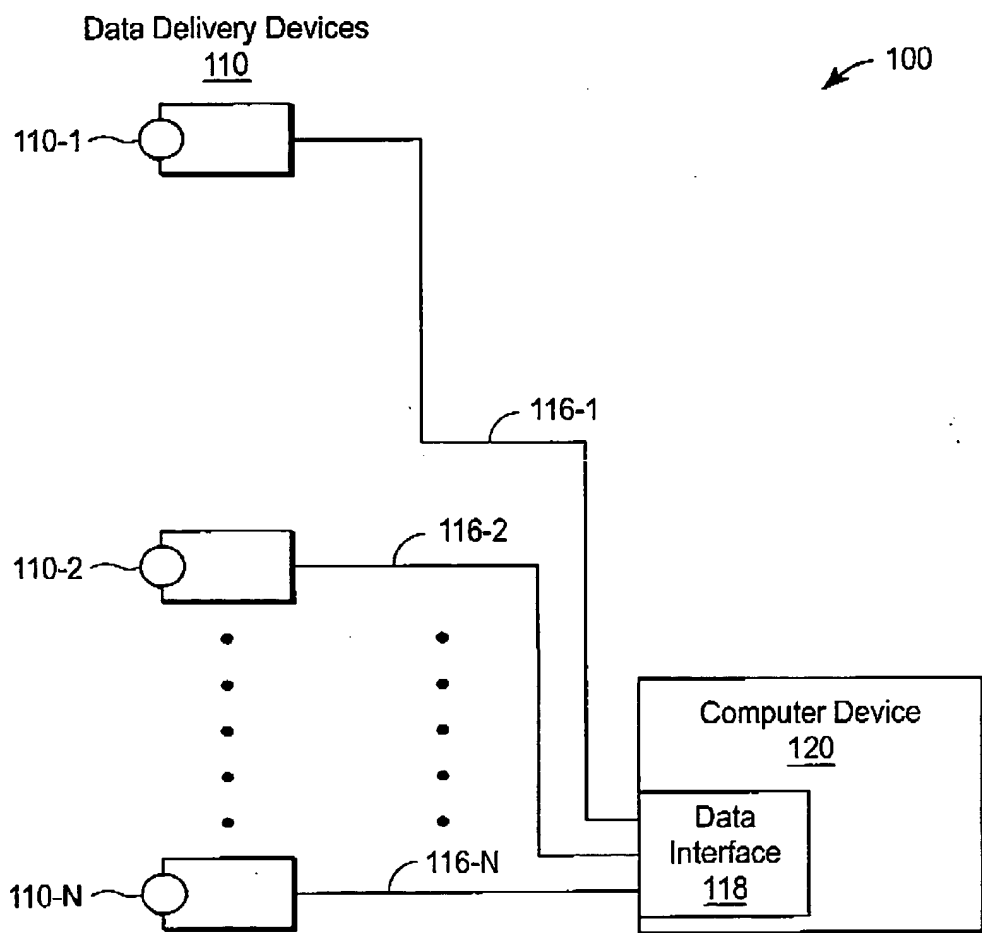 Data Delivery Devices
110
100
110-1
116-1
116-2
110-2
Computer Device
120
Data
Interface
118
116-N
110-N